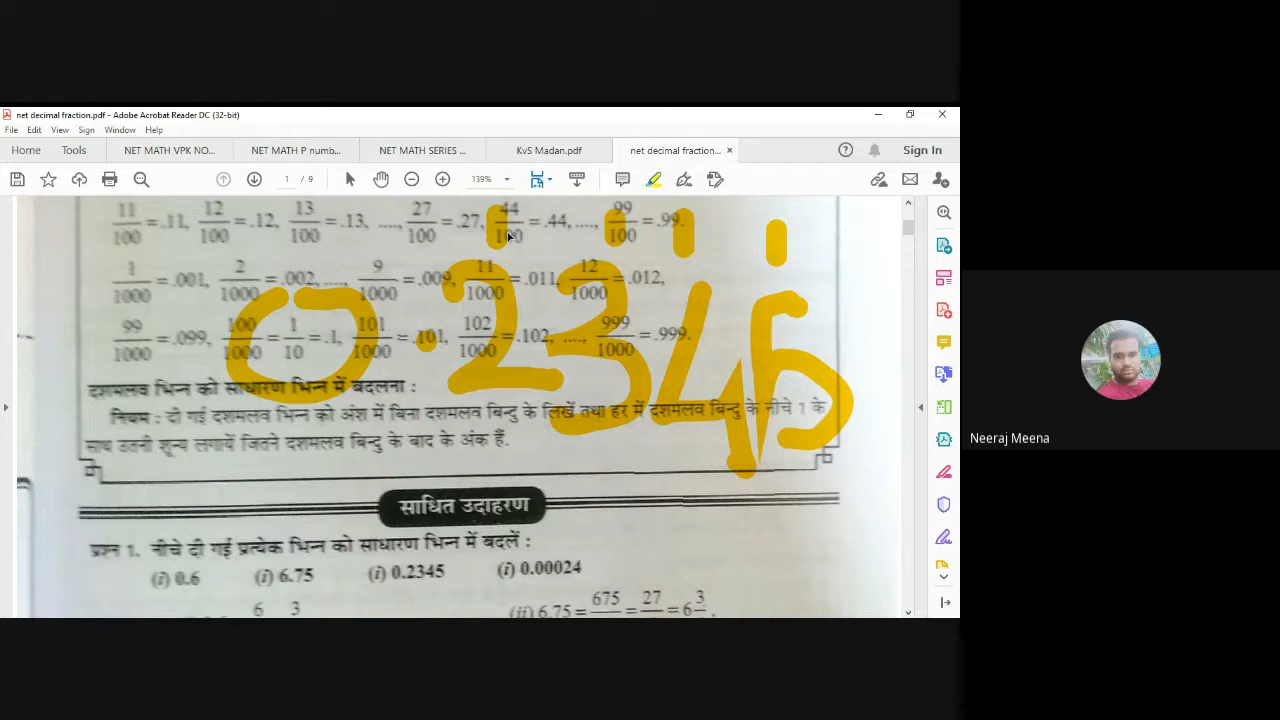 net decimal fraction.pdf - Adobe Acrobat Reader DC (32-bit)
File Edit View Sign Window Help
Home Tools NET MATH VPK NO... NET MATH P numb... NET MATH SERIES ... KvS Madan.pdf net decimal fraction... Sign In
1 / 9 139%
11/100 = .11, 12/100 = .12, 13/100 = .13, ...., 27/100 = .27, 44/100 = .44, ...., 99/100 = .99.
1/1000 = .001, 2/1000 = .002, ...., 9/1000 = .009, 11/1000 = .011, 12/1000 = .012,
99/1000 = .099, 100/1000 = 1/10 = .1, 101/1000 = .101, 102/1000 = .102, ...., 999/1000 = .999.
0.2345
दशमलव भिन्न को साधारण भिन्न में बदलना :
नियम : दी गई दशमलव भिन्न को अंश में बिना दशमलव बिन्दु के लिखें तथा हर में दशमलव बिन्दु के नीचे 1 के
साथ उतनी शून्य लगायें जितने दशमलव बिन्दु के बाद के अंक हैं.
साधित उदाहरण
प्रश्न 1. नीचे दी गई प्रत्येक भिन्न को साधारण भिन्न में बदलें :
(i) 0.6 (i) 6.75 (i) 0.2345 (i) 0.00024
6 3 (ii) 6.75 = 675 = 27 = 6 3
Neeraj Meena